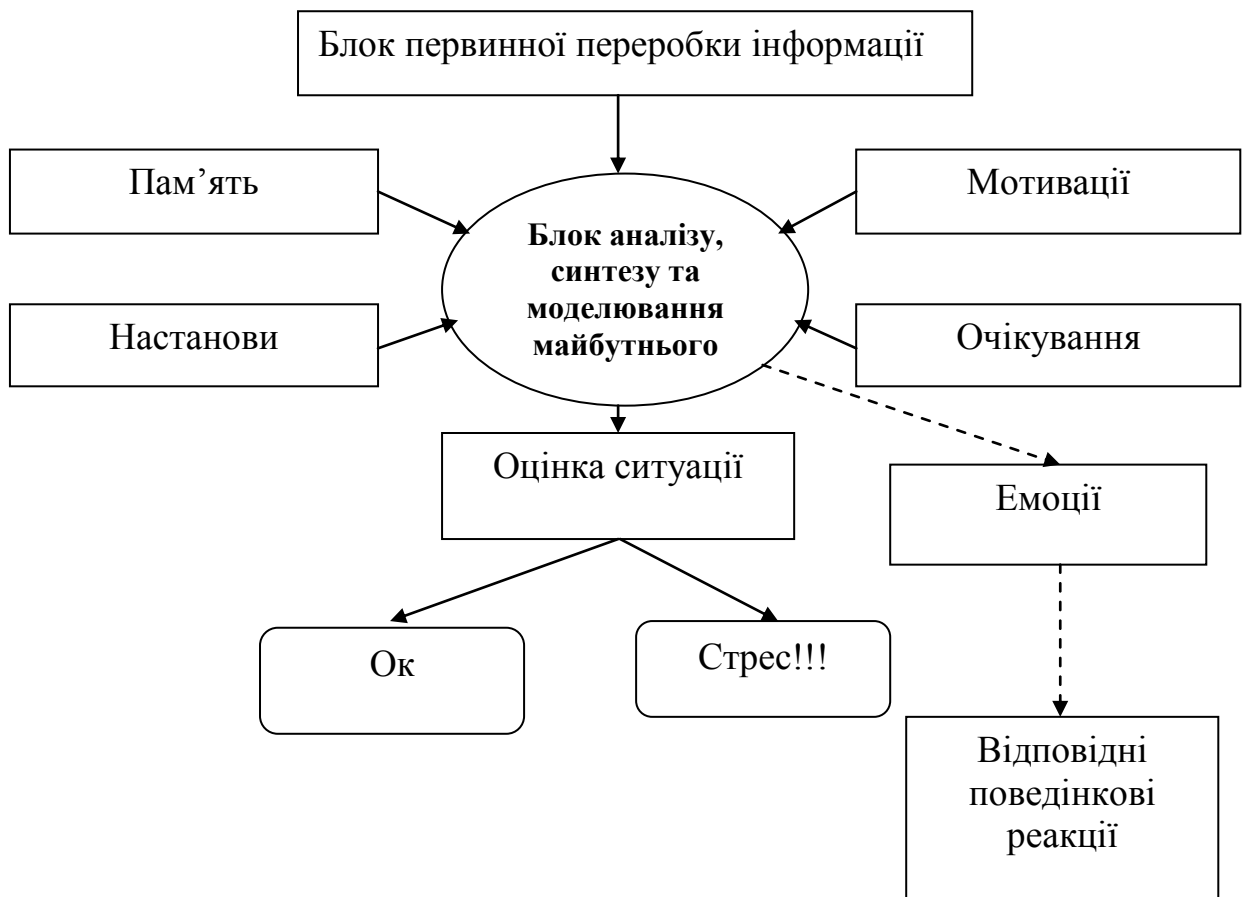 Блок первинної переробки інформації
Пам’ять
Мотивації
Блок аналізу,
синтезу та
моделювання
майбутнього
Настанови
Очікування
Оцінка ситуації
Емоції
Ок
Стрес!!!
Відповідні
поведінкові
реакції